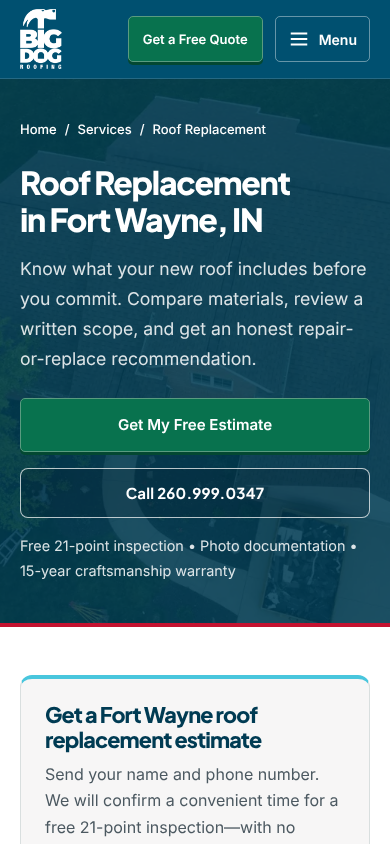 BIG
DOG
ROOFING
Get a Free Quote
Menu
Home / Services / Roof Replacement
Roof Replacement
in Fort Wayne, IN
Know what your new roof includes before
you commit. Compare materials, review a
written scope, and get an honest repair-
or-replace recommendation.
Get My Free Estimate
Call 260.999.0347
Free 21-point inspection • Photo documentation •
15-year craftsmanship warranty
Get a Fort Wayne roof
replacement estimate
Send your name and phone number.
We will confirm a convenient time for a
free 21-point inspection—with no